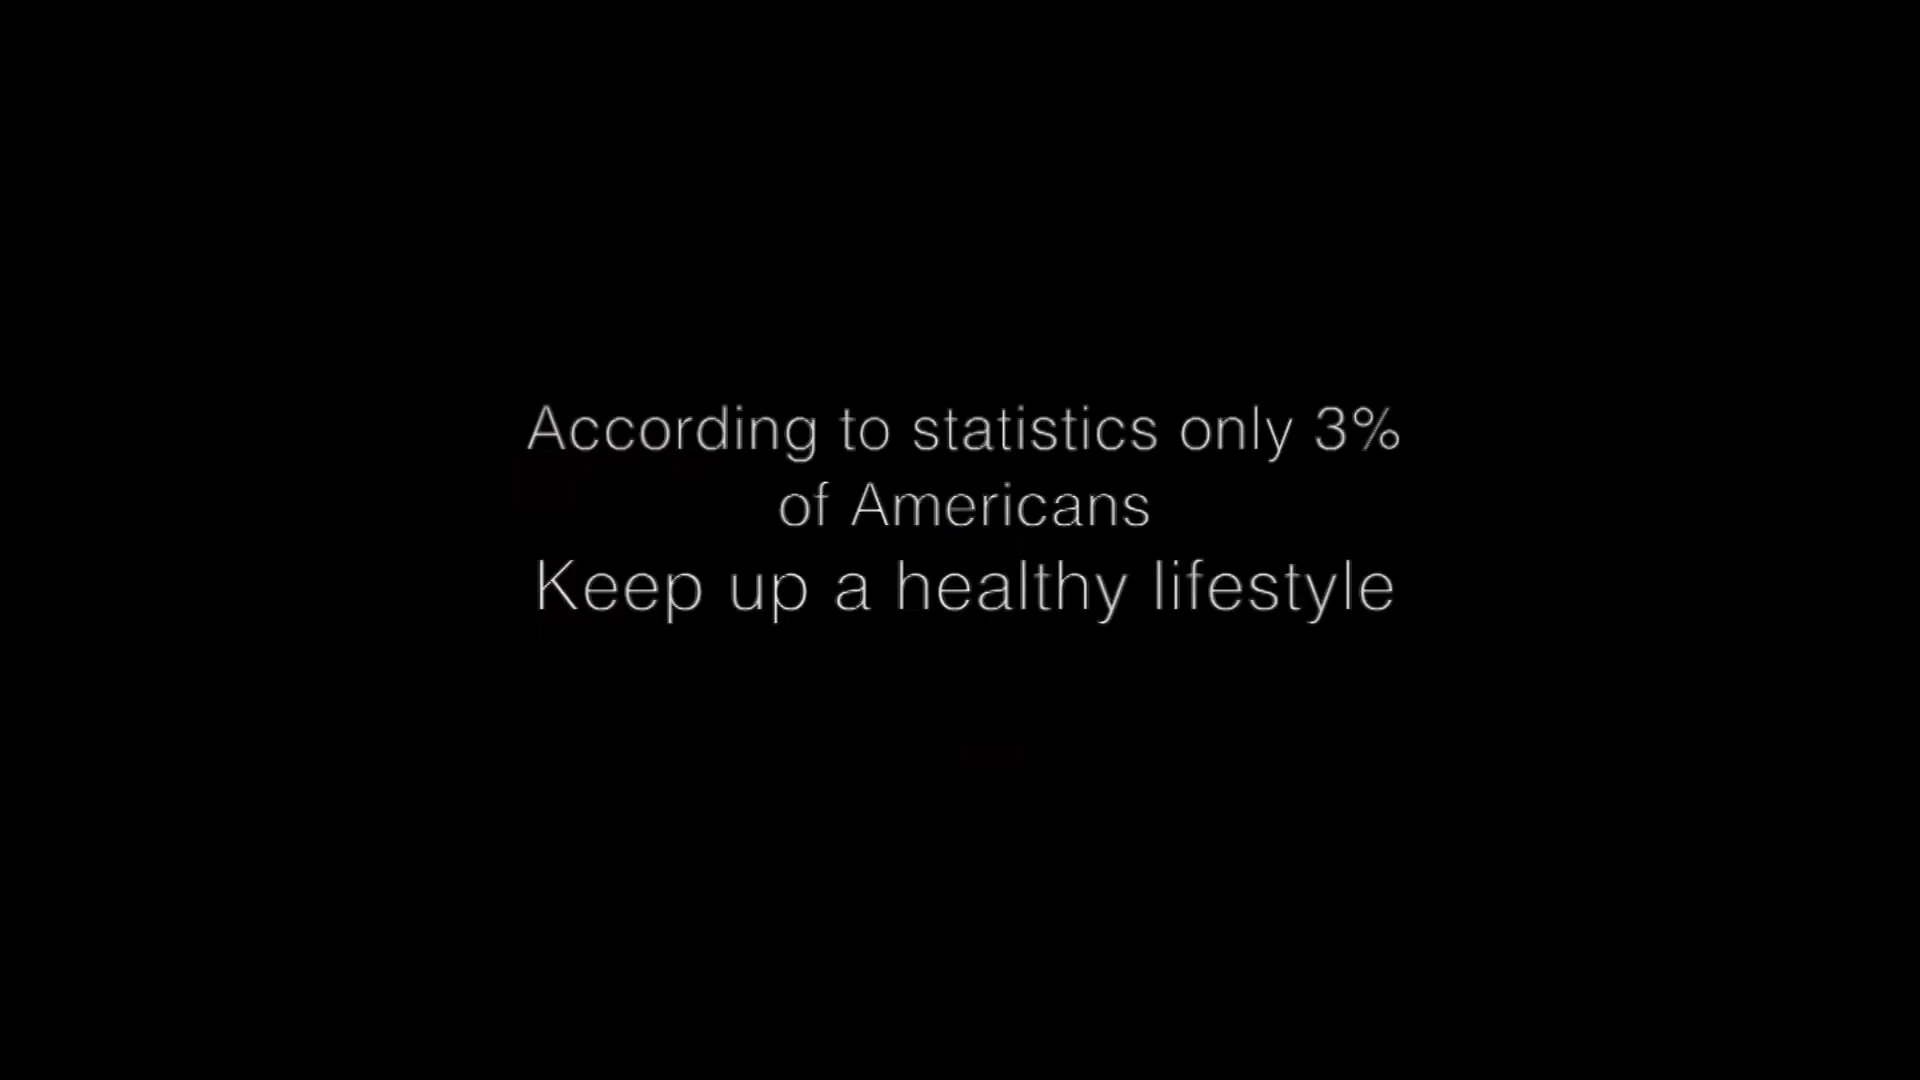 According to statistics only 3%
of Americans
Keep up a healthy lifestyle